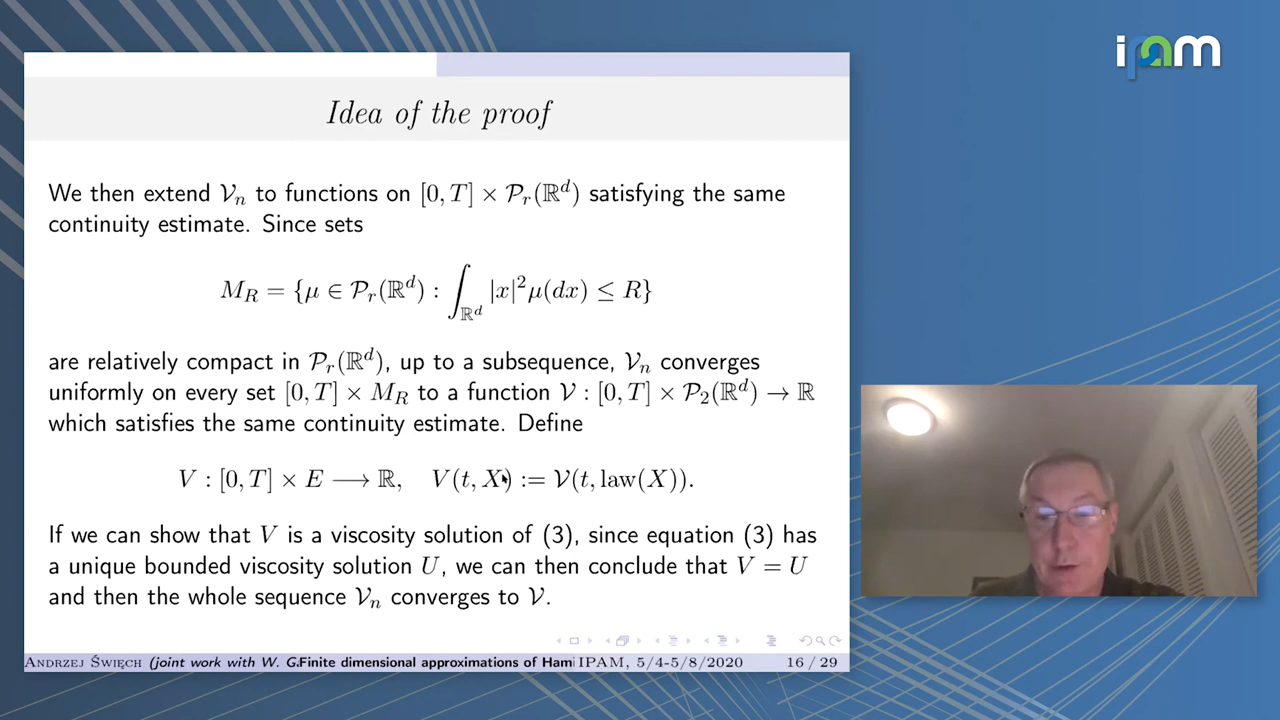 ipam
Idea of the proof
We then extend 𝒱ₙ to functions on [0, T] × 𝒫ᵣ(ℝᵈ) satisfying the same
continuity estimate. Since sets
M_R = {μ ∈ 𝒫ᵣ(ℝᵈ) : ∫_{ℝᵈ} |x|²μ(dx) ≤ R}
are relatively compact in 𝒫ᵣ(ℝᵈ), up to a subsequence, 𝒱ₙ converges
uniformly on every set [0, T] × M_R to a function 𝒱 : [0, T] × 𝒫₂(ℝᵈ) → ℝ
which satisfies the same continuity estimate. Define
V : [0, T] × E ⟶ ℝ, V(t, X) := 𝒱(t, law(X)).
If we can show that V is a viscosity solution of (3), since equation (3) has
a unique bounded viscosity solution U, we can then conclude that V = U
and then the whole sequence 𝒱ₙ converges to 𝒱.
Andrzej Święch (joint work with W. G. Finite dimensional approximations of Ham IPAM, 5/4-5/8/2020 16 / 29